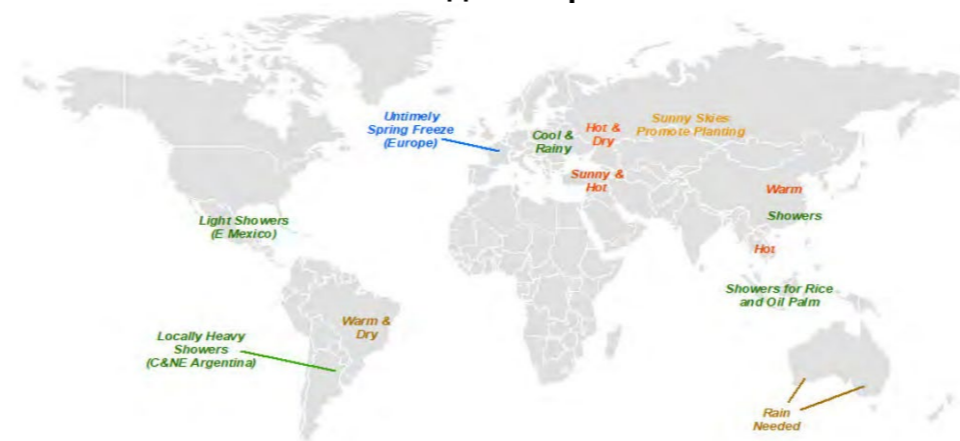 Untimely
Spring Freeze
(Europe)
Cool &
Rainy
Hot &
Dry
Sunny Skies
Promote Planting
Sunny &
Hot
Warm
Showers
Light Showers
(E Mexico)
Hot
Showers for Rice
and Oil Palm
Warm &
Dry
Locally Heavy
Showers
(C&NE Argentina)
Rain
Needed